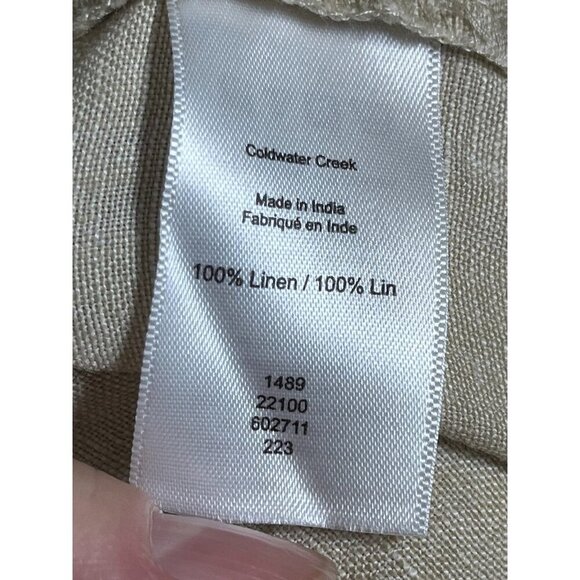 Coldwater Creek
Made in India
Fabriqué en Inde
100% Linen / 100% Lin
1489
22100
602711
223